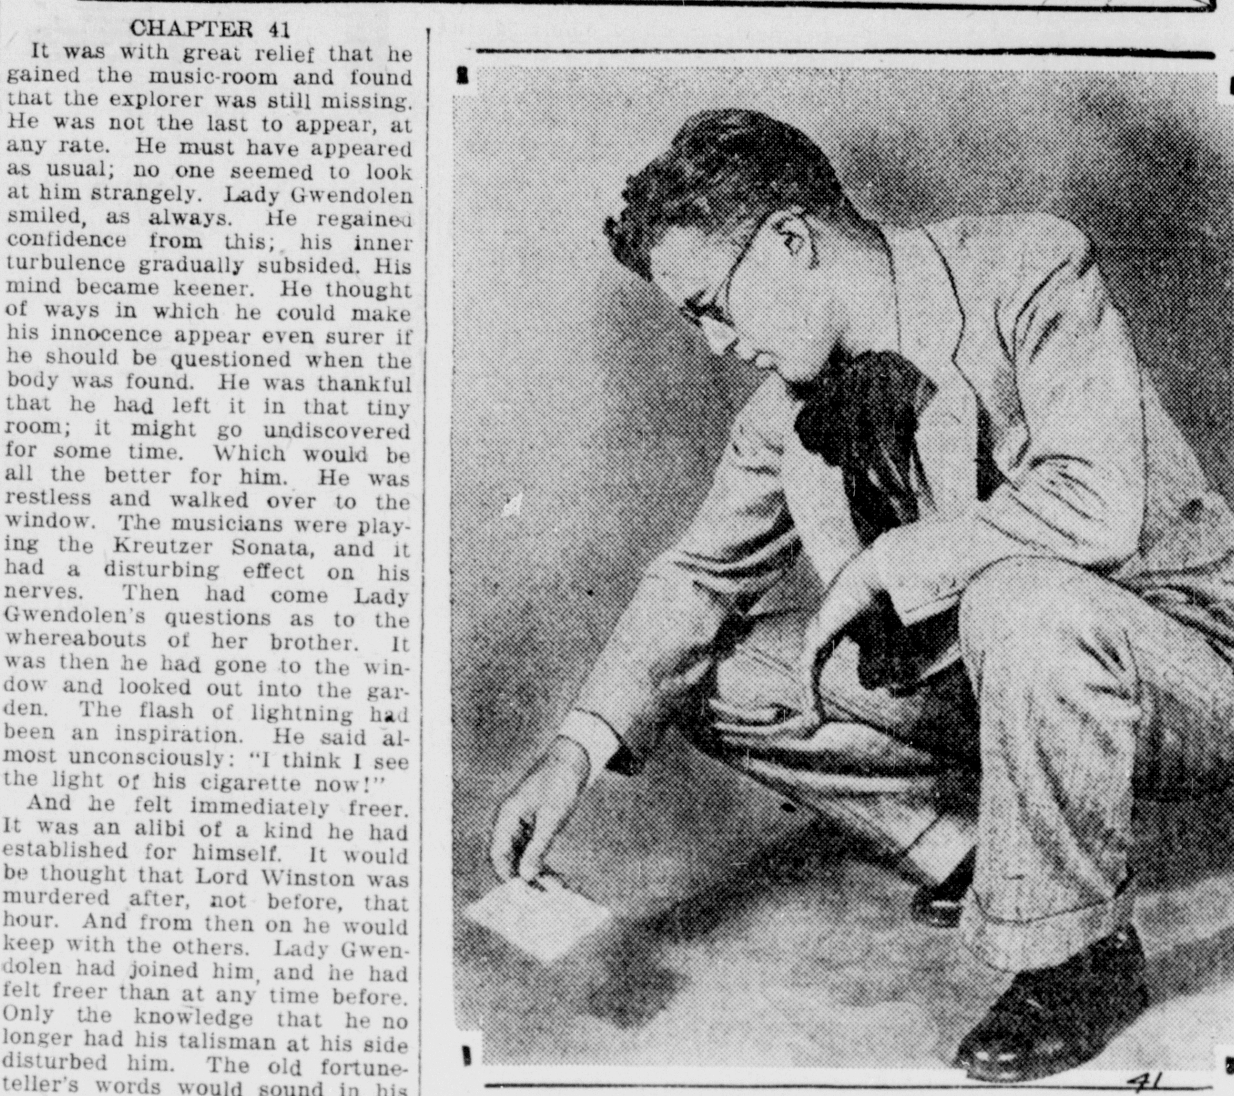 CHAPTER 41
It was with great relief that he
gained the music-room and found
that the explorer was still missing.
He was not the last to appear, at
any rate. He must have appeared
as usual; no one seemed to look
at him strangely. Lady Gwendolen
smiled, as always. He regained
confidence from this; his inner
turbulence gradually subsided. His
mind became keener. He thought
of ways in which he could make
his innocence appear even surer if
he should be questioned when the
body was found. He was thankful
that he had left it in that tiny
room; it might go undiscovered
for some time. Which would be
all the better for him. He was
restless and walked over to the
window. The musicians were play-
ing the Kreutzer Sonata, and it
had a disturbing effect on his
nerves. Then had come Lady
Gwendolen's questions as to the
whereabouts of her brother. It
was then he had gone to the win-
dow and looked out into the gar-
den. The flash of lightning had
been an inspiration. He said al-
most unconsciously: "I think I see
the light of his cigarette now!"
And he felt immediately freer.
It was an alibi of a kind he had
established for himself. It would
be thought that Lord Winston was
murdered after, not before, that
hour. And from then on he would
keep with the others. Lady Gwen-
dolen had joined him, and he had
felt freer than at any time before.
Only the knowledge that he no
longer had his talisman at his side
disturbed him. The old fortune-
teller's words would sound in his
41